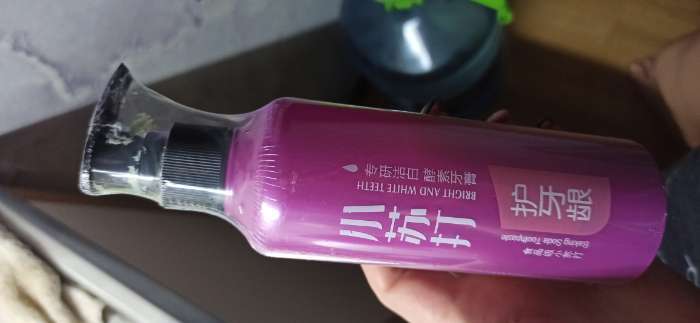 专研洁白 酵素牙膏
BRIGHT AND WHITE TEETH
小苏打
护牙龈
Baking Soda Toothpaste
食品级小苏打